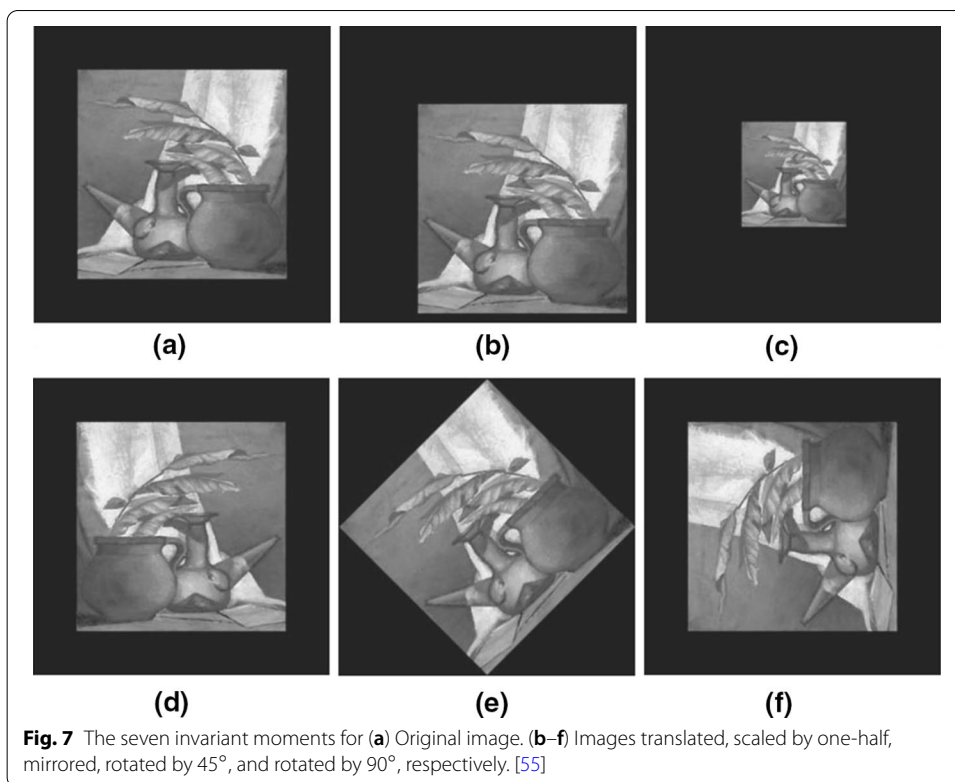 (a)
(b)
(c)
(d)
(e)
(f)
Fig. 7 The seven invariant moments for (a) Original image. (b–f) Images translated, scaled by one-half,
mirrored, rotated by 45°, and rotated by 90°, respectively. [55]